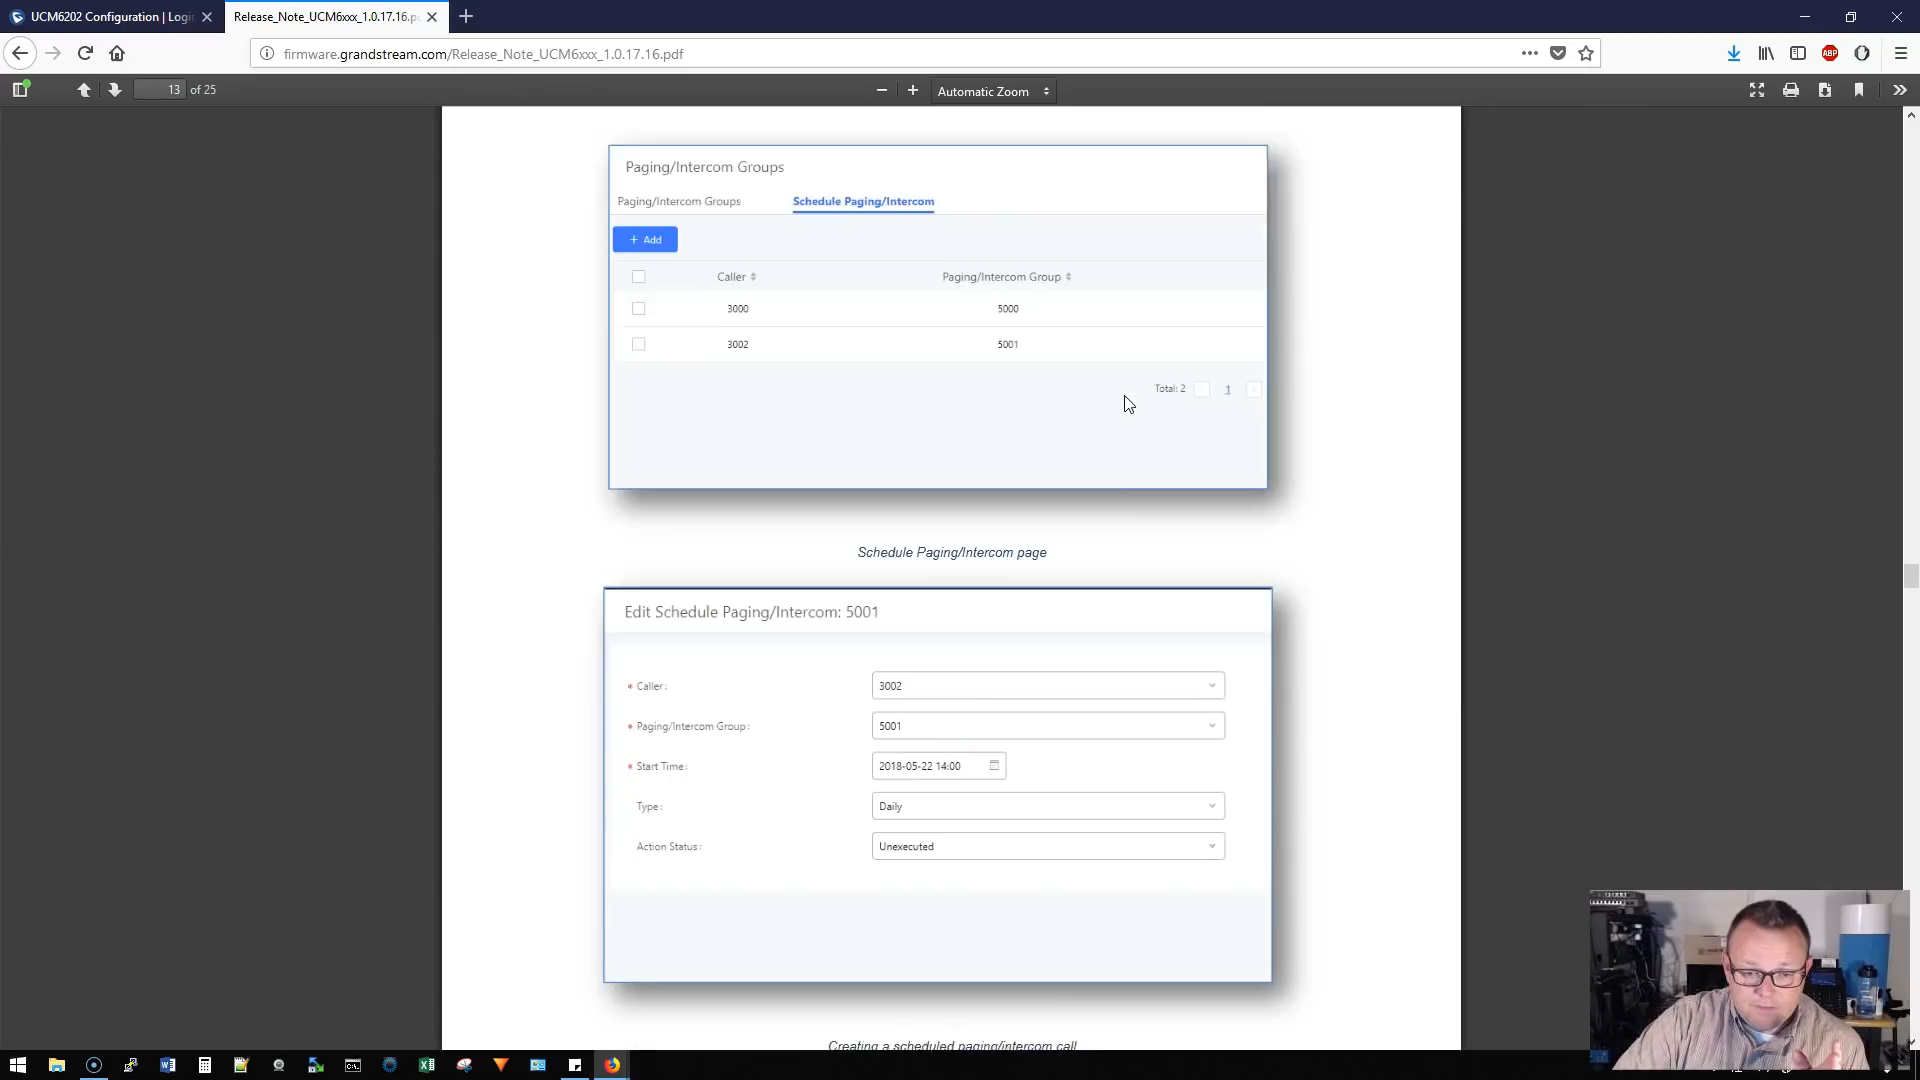 UCM6202 Configuration | Logi
Release_Note_UCM6xxx_1.0.17.16.p
firmware.grandstream.com/Release_Note_UCM6xxx_1.0.17.16.pdf
ABP
13 of 25
Automatic Zoom
Paging/Intercom Groups
Paging/Intercom Groups
Schedule Paging/Intercom
+ Add
Caller
Paging/Intercom Group
3000
5000
3002
5001
Total: 2
1
Schedule Paging/Intercom page
Edit Schedule Paging/Intercom: 5001
* Caller:
3002
* Paging/Intercom Group:
5001
* Start Time:
2018-05-22 14:00
Type:
Daily
Action Status:
Unexecuted
Creating a scheduled paging/intercom call